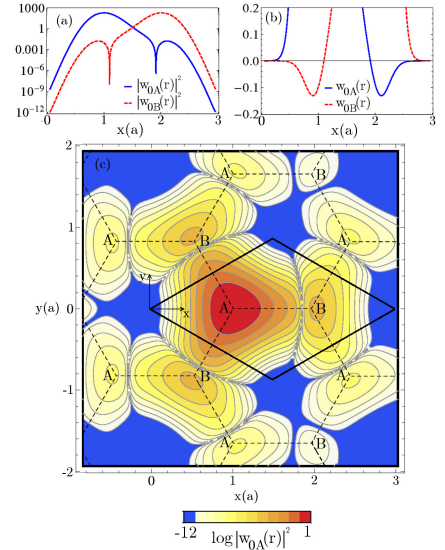 1000 (a)
1
0.001
10⁻⁶
10⁻⁹
10⁻¹²
0 1 2 3
x(a)
|w₀A(r)|²
|w₀B(r)|²
0.2 (b)
0.1
0.0
-0.1
-0.2
0 1 2 3
x(a)
w₀A(r)
w₀B(r)
(c)
2
1
0
-1
-2
y(a)
A B
A B A
y
A B
x
A B A
A B
0 1 2 3
x(a)
-12 1
log|w₀A(r)|²